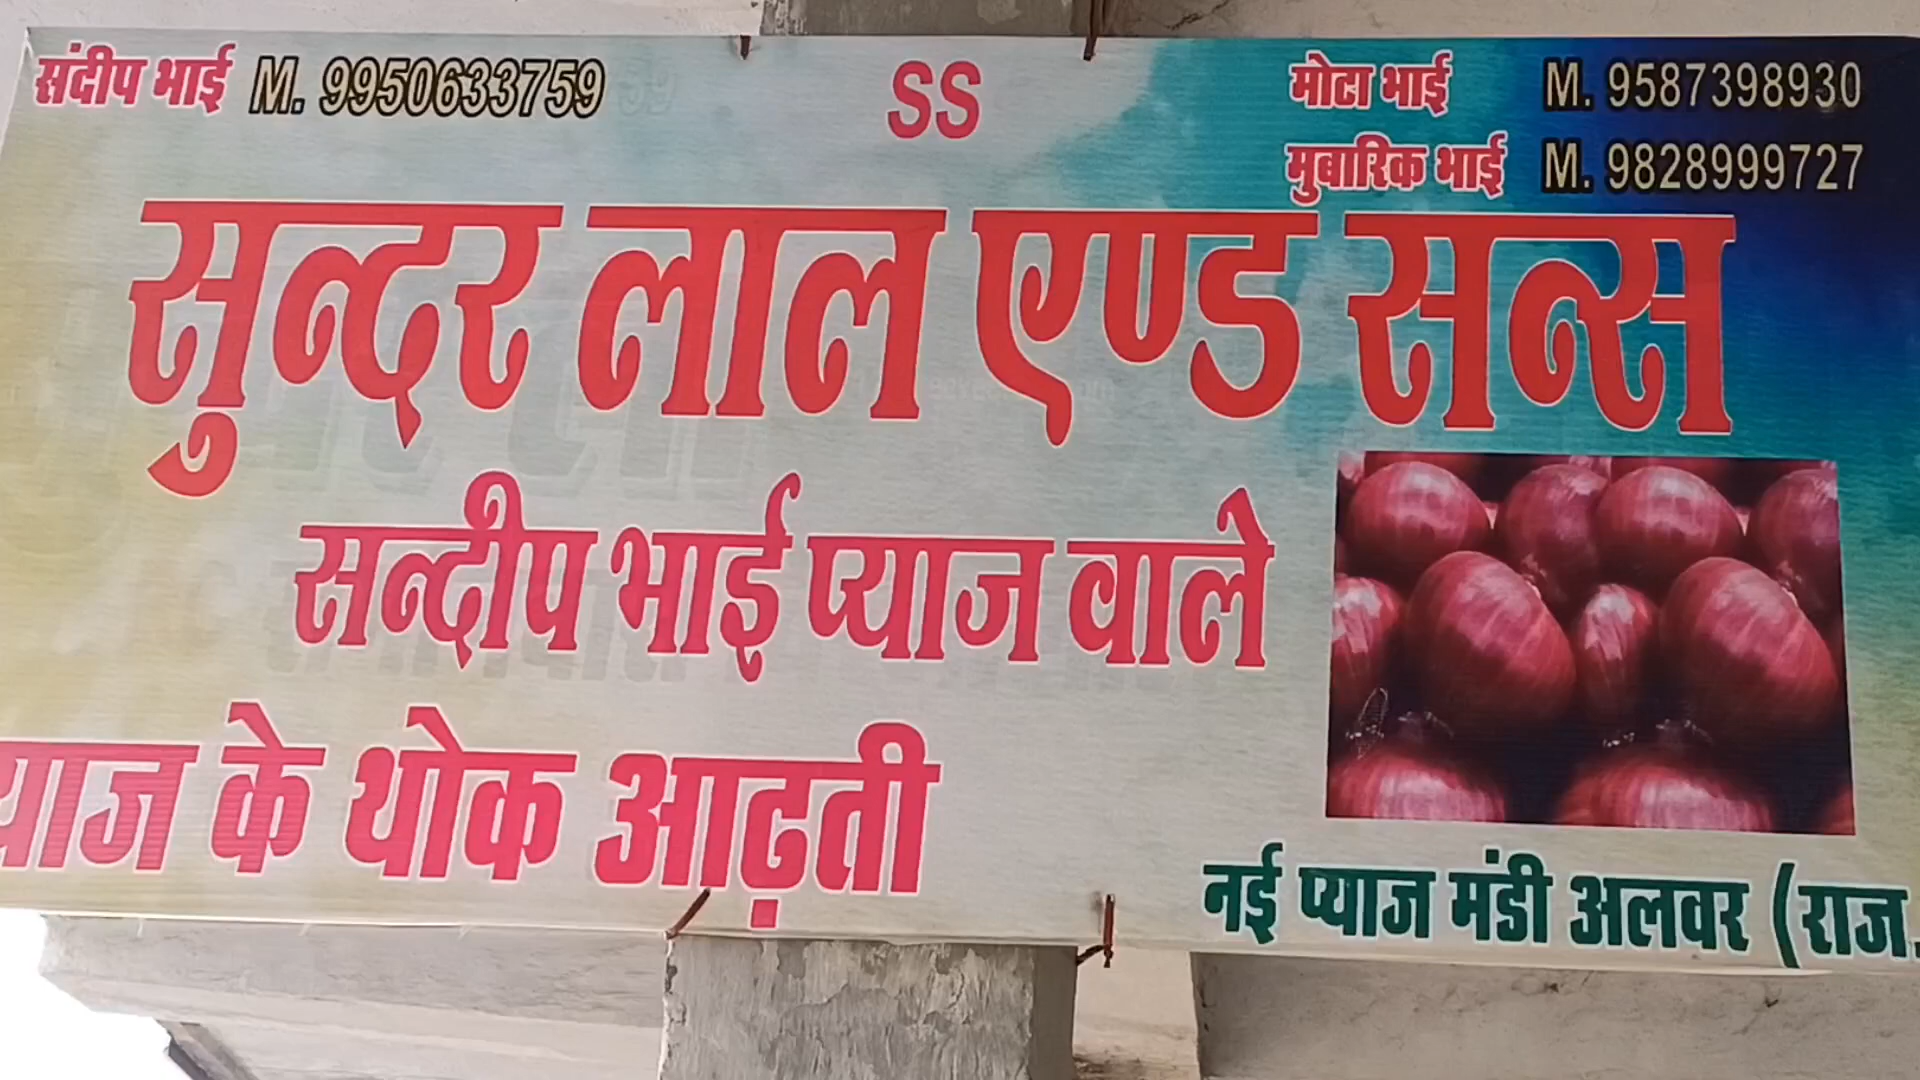 संदीप भाई M. 9950633759
SS
मोटा भाई M. 9587398930
मुबारिक भाई M. 9828999727
सुन्दर लाल एण्ड सन्स
सन्दीप भाई प्याज वाले
याज के थोक आढ़ती
नई प्याज मंडी अलवर (राज.